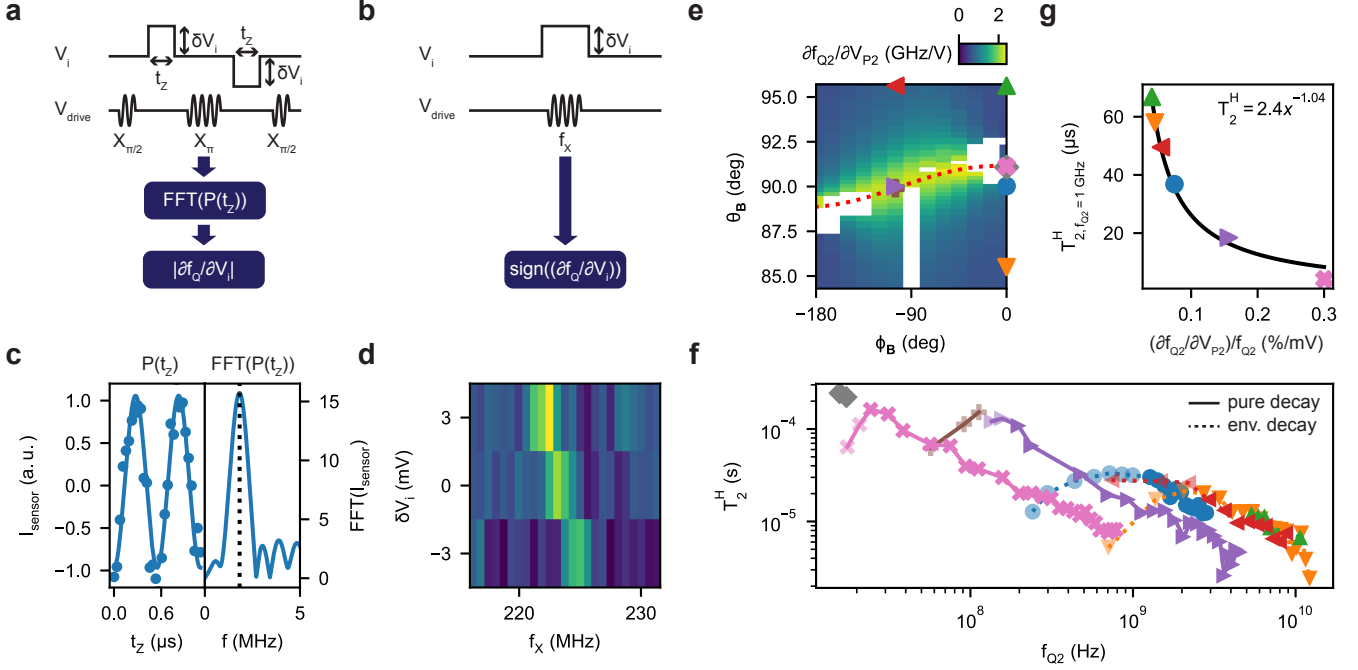 a
V_i
t_Z
δV_i
t_Z
δV_i
V_drive
X_π/2
X_π
X_π/2
FFT(P(t_Z))
|∂f_Q/∂V_i|
b
V_i
δV_i
V_drive
f_X
sign((∂f_Q/∂V_i))
e
0
2
∂f_Q2/∂V_P2 (GHz/V)
95.0
92.5
90.0
87.5
85.0
θ_B (deg)
−180
−90
0
ϕ_B (deg)
g
T_2^H = 2.4x^−1.04
60
40
20
T^H_2, f_Q2 = 1 GHz (μs)
0.1
0.2
0.3
(∂f_Q2/∂V_P2)/f_Q2 (%/mV)
c
P(t_Z)
FFT(P(t_Z))
1.0
0.5
0.0
−0.5
−1.0
I_sensor (a. u.)
15
10
5
0
FFT(I_sensor)
0.0
0.6
0
5
t_Z (μs)
f (MHz)
d
3
0
−3
δV_i (mV)
220
230
f_X (MHz)
f
pure decay
env. decay
10^−4
10^−5
T_2^H (s)
10^8
10^9
10^10
f_Q2 (Hz)